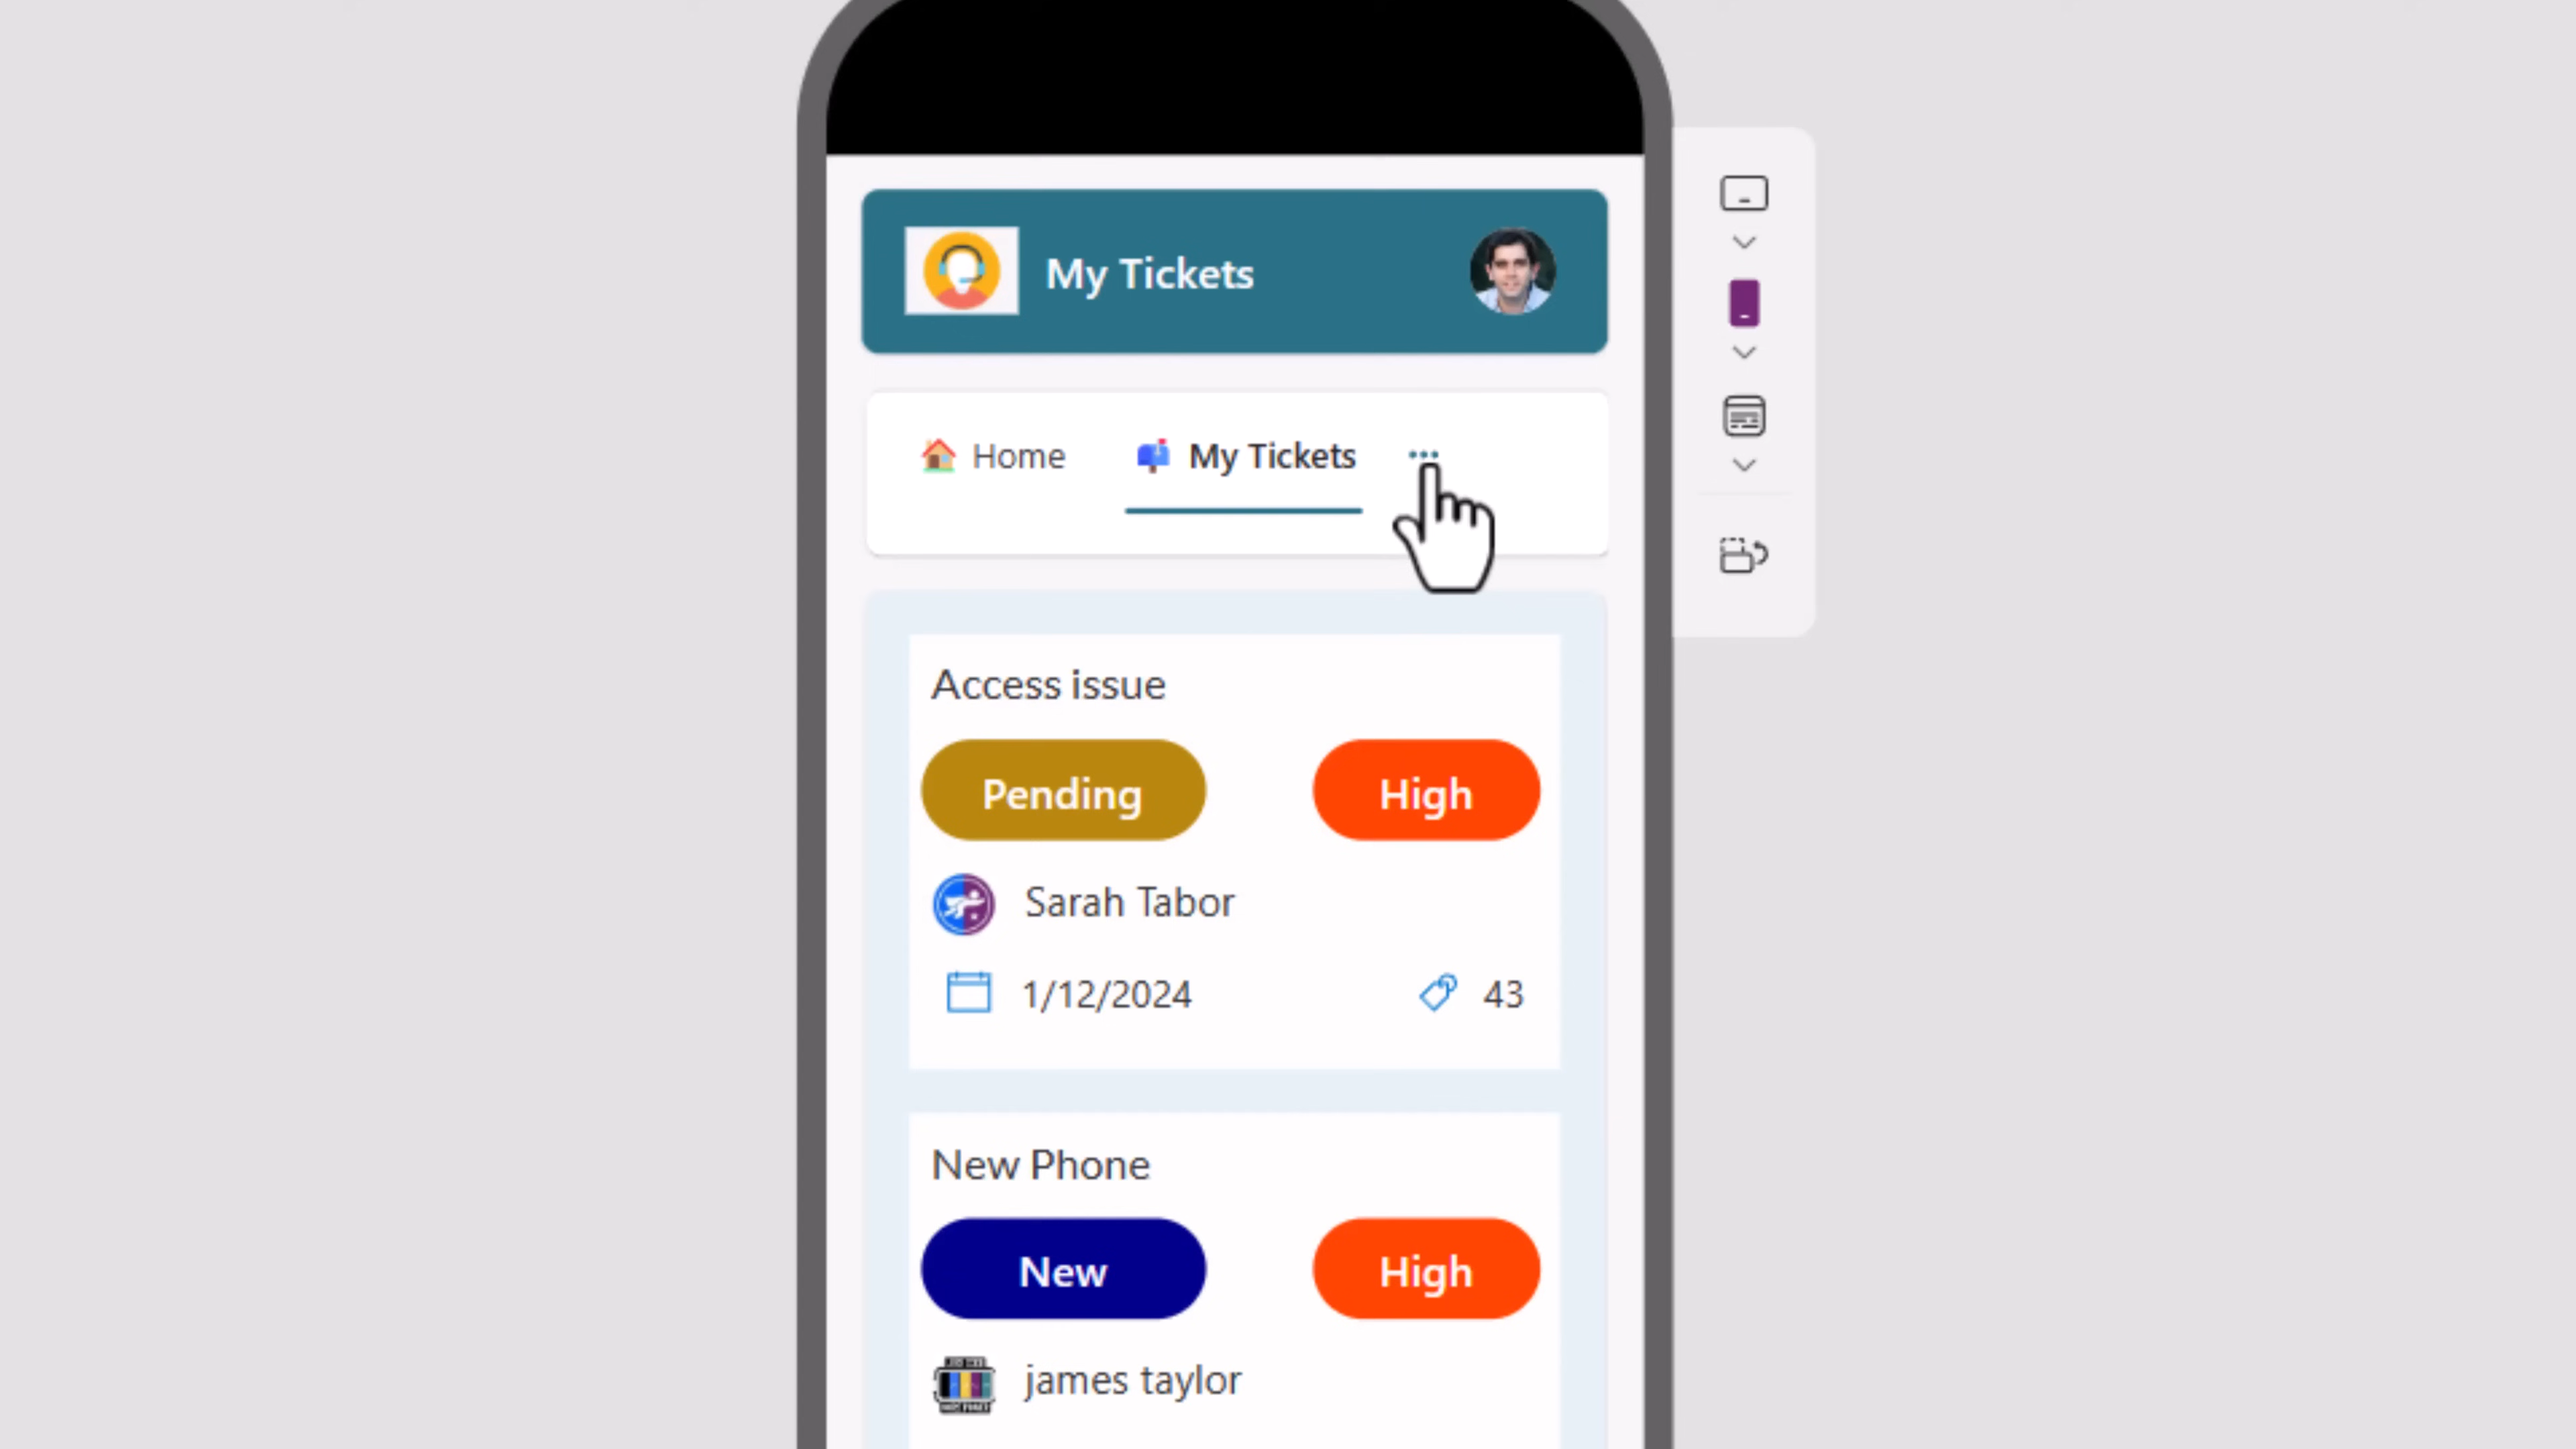 My Tickets
Home
My Tickets
Access issue
Pending
High
Sarah Tabor
1/12/2024
43
New Phone
New
High
james taylor